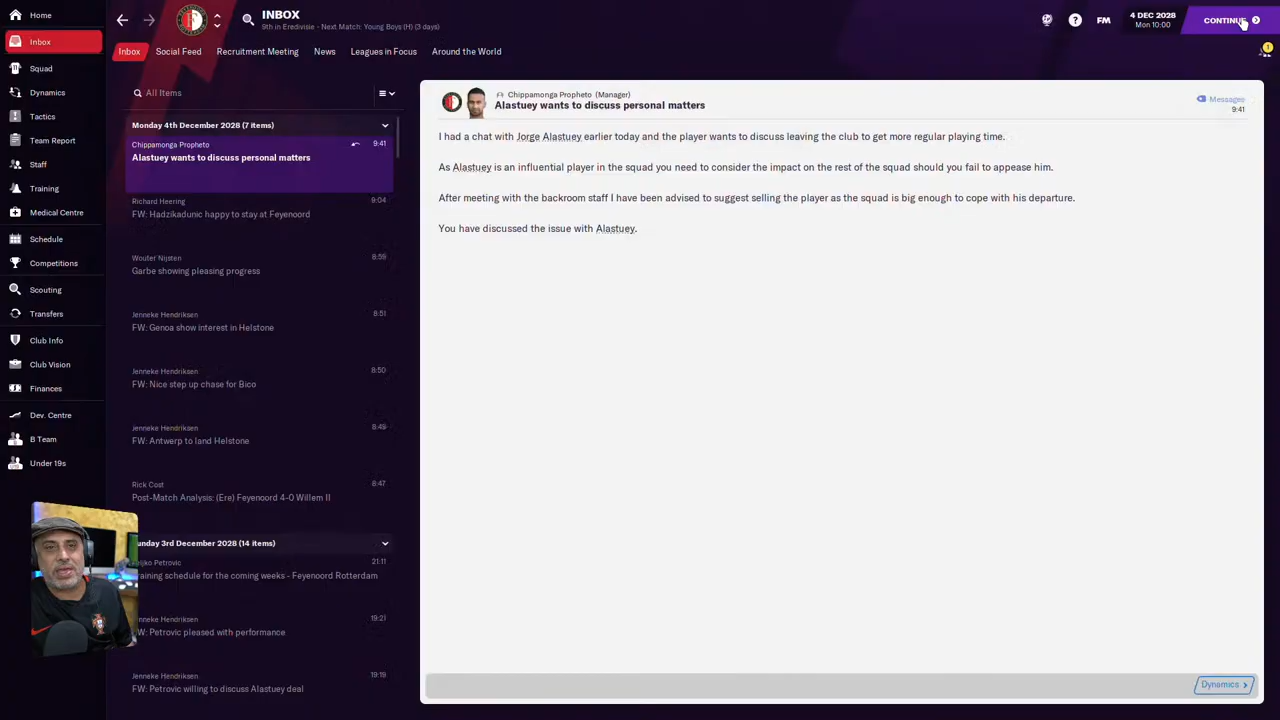 Home
Inbox
Squad
Dynamics
Tactics
Team Report
Staff
Training
Medical Centre
Schedule
Competitions
Scouting
Transfers
Club Info
Club Vision
Finances
Dev. Centre
B Team
Under 19s
INBOX
5th in Eredivisie - Next Match: Young Boys (H) (3 days)
FM
4 DEC 2028
Mon 10:00
CONTINUE
1
Inbox
Social Feed
Recruitment Meeting
News
Leagues in Focus
Around the World
All Items
Monday 4th December 2028 (7 items)
Chippamonga Propheto
9:41
Alastuey wants to discuss personal matters
Richard Heering
9:04
FW: Hadzikadunic happy to stay at Feyenoord
Wouter Nijsten
8:59
Garbe showing pleasing progress
Jenneke Hendriksen
8:51
FW: Genoa show interest in Helstone
Jenneke Hendriksen
8:50
FW: Nice step up chase for Bico
Jenneke Hendriksen
8:49
FW: Antwerp to land Helstone
Rick Cost
8:47
Post-Match Analysis: (Ere) Feyenoord 4-0 Willem II
unday 3rd December 2028 (14 items)
eljko Petrovic
21:11
raining schedule for the coming weeks - Feyenoord Rotterdam
enneke Hendriksen
19:21
W: Petrovic pleased with performance
Jenneke Hendriksen
19:19
FW: Petrovic willing to discuss Alastuey deal
Chippamonga Propheto (Manager)
Alastuey wants to discuss personal matters
Messages
9:41
I had a chat with Jorge Alastuey earlier today and the player wants to discuss leaving the club to get more regular playing time.
As Alastuey is an influential player in the squad you need to consider the impact on the rest of the squad should you fail to appease him.
After meeting with the backroom staff I have been advised to suggest selling the player as the squad is big enough to cope with his departure.
You have discussed the issue with Alastuey.
Dynamics